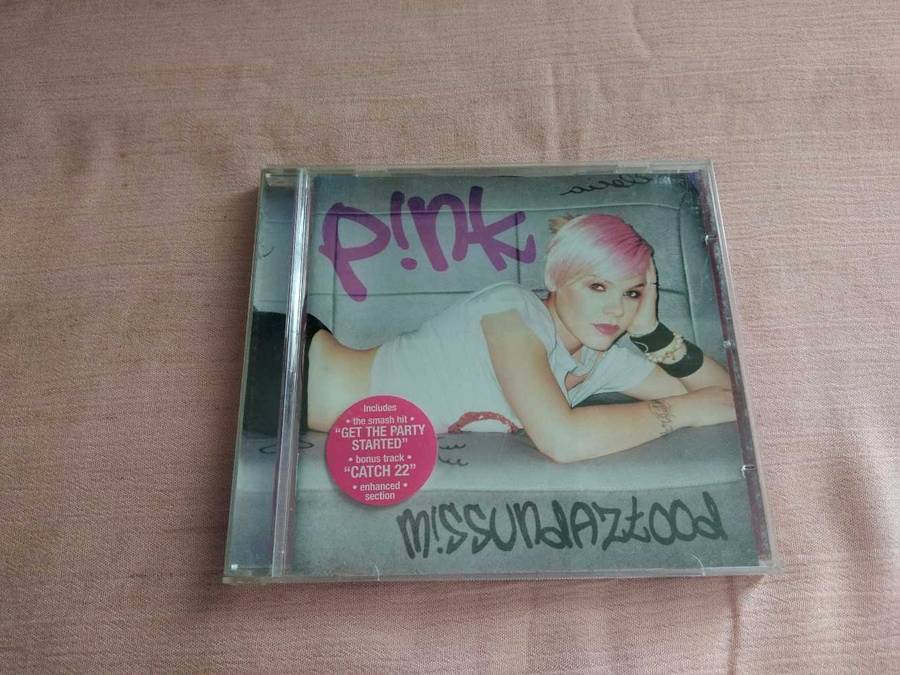 P!nk
Includes
• the smash hit •
"GET THE PARTY
STARTED"
• bonus track •
"CATCH 22"
• enhanced •
section
M!SSUNDAZTOOD